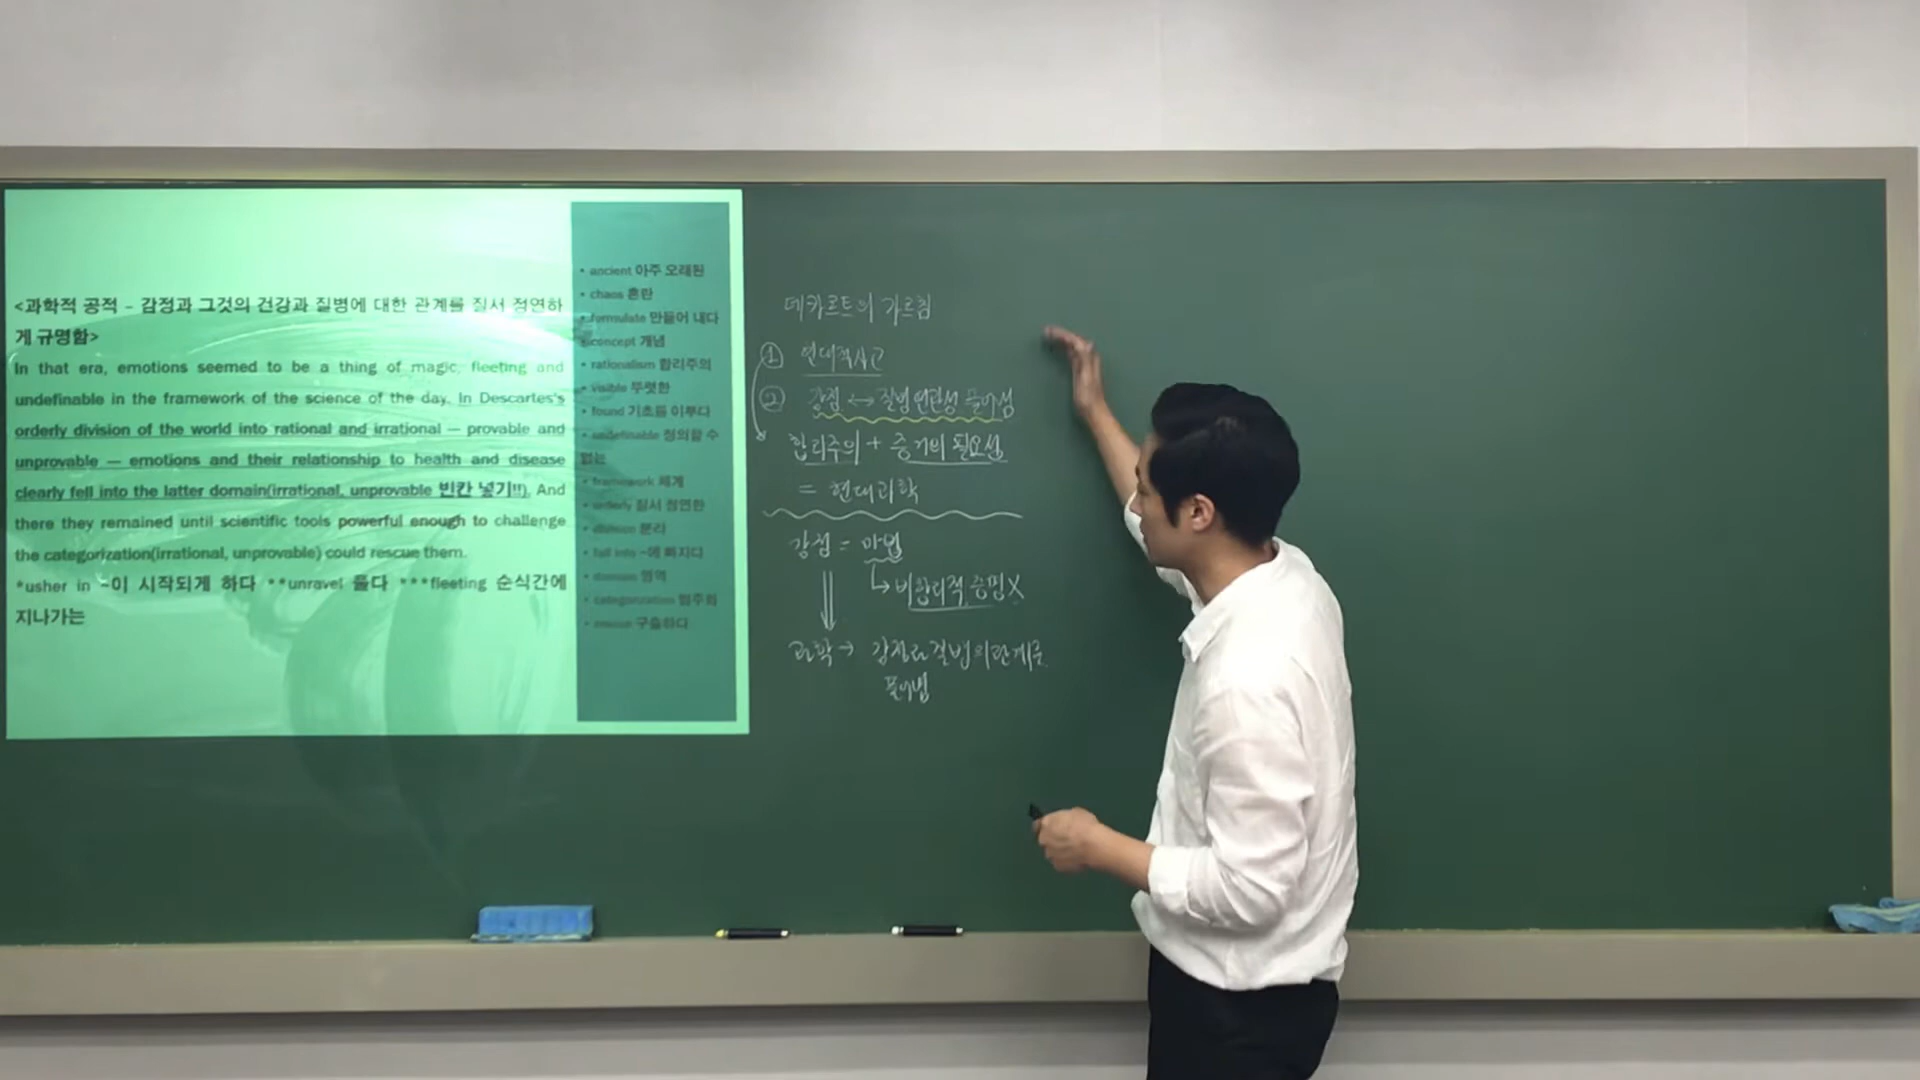 <과학적 공적 – 감정과 그것의 건강과 질병에 대한 관계를 질서 정연하
게 규명함>
In that era, emotions seemed to be a thing of magic, fleeting and
undefinable in the framework of the science of the day. In Descartes's
orderly division of the world into rational and irrational — provable and
unprovable — emotions and their relationship to health and disease
clearly fell into the latter domain(irrational, unprovable 빈칸 넣기!!). And
there they remained until scientific tools powerful enough to challenge
the categorization(irrational, unprovable) could rescue them.
*usher in ~이 시작되게 하다 **unravel 풀다 ***fleeting 순식간에
지나가는
• ancient 아주 오래된
• chaos 혼란
• formulate 만들어 내다
• concept 개념
• rationalism 합리주의
• visible 뚜렷한
• found 기초를 이루다
• undefinable 정의할 수
없는
• framework 체계
• orderly 질서 정연한
• division 분리
• fall into ~에 빠지다
• domain 영역
• categorization 범주화
• rescue 구출하다
데카르트의 가르침
① 현대적사고
② 감정 ↔ 질병 연관성 풀어냄
합리주의 + 증거의 필요성
= 현대과학
감정 = 마법
↳ 비합리적, 증명X
과학 → 감정과 질병의 관계를
풀어냄